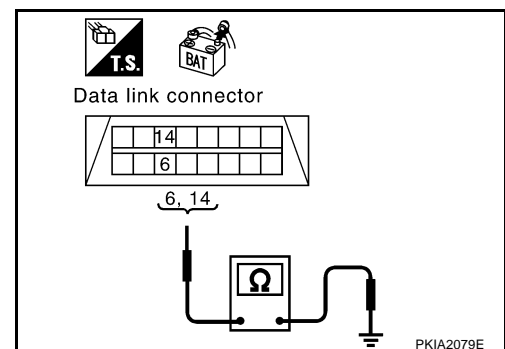 T.S.
BAT
Data link connector
14
6
6, 14
Ω
PKIA2079E